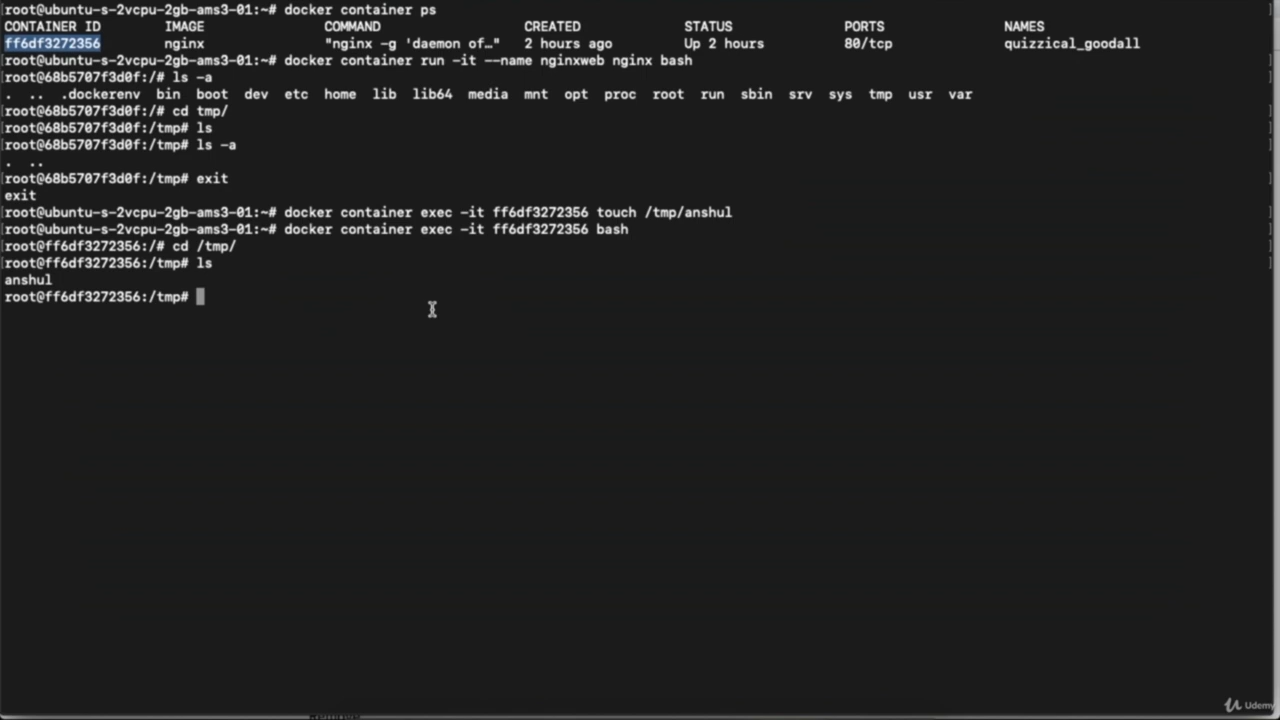 root@ubuntu-s-2vcpu-2gb-ams3-01:~# docker container ps
CONTAINER ID IMAGE COMMAND CREATED STATUS PORTS NAMES
ff6df3272356 nginx "nginx -g 'daemon of…" 2 hours ago Up 2 hours 80/tcp quizzical_goodall
root@ubuntu-s-2vcpu-2gb-ams3-01:~# docker container run -it --name nginxweb nginx bash
root@68b5707f3d0f:/# ls -a
. .. .dockerenv bin boot dev etc home lib lib64 media mnt opt proc root run sbin srv sys tmp usr var
root@68b5707f3d0f:/# cd tmp/
root@68b5707f3d0f:/tmp# ls
root@68b5707f3d0f:/tmp# ls -a
. ..
root@68b5707f3d0f:/tmp# exit
exit
root@ubuntu-s-2vcpu-2gb-ams3-01:~# docker container exec -it ff6df3272356 touch /tmp/anshul
root@ubuntu-s-2vcpu-2gb-ams3-01:~# docker container exec -it ff6df3272356 bash
root@ff6df3272356:/# cd /tmp/
root@ff6df3272356:/tmp# ls
anshul
root@ff6df3272356:/tmp#
Udemy